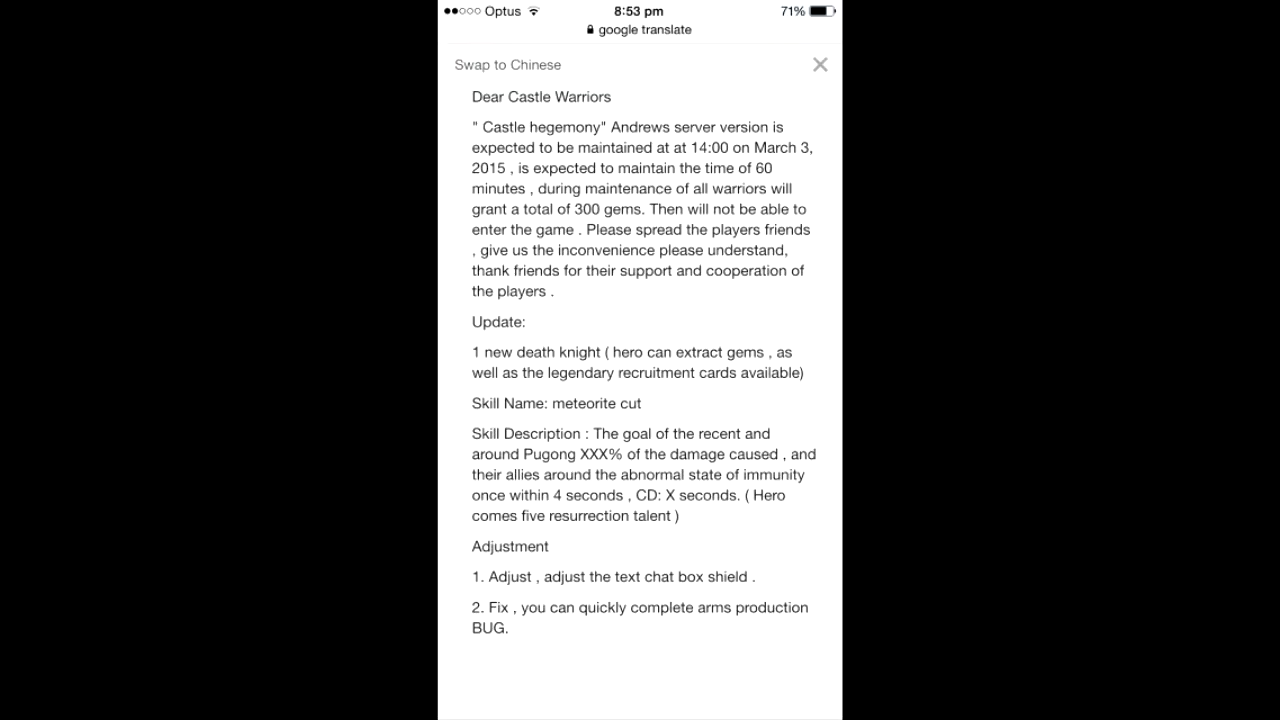 Optus 8:53 pm 71%
google translate
Swap to Chinese
Dear Castle Warriors
" Castle hegemony" Andrews server version is
expected to be maintained at at 14:00 on March 3,
2015 , is expected to maintain the time of 60
minutes , during maintenance of all warriors will
grant a total of 300 gems. Then will not be able to
enter the game . Please spread the players friends
, give us the inconvenience please understand,
thank friends for their support and cooperation of
the players .
Update:
1 new death knight ( hero can extract gems , as
well as the legendary recruitment cards available)
Skill Name: meteorite cut
Skill Description : The goal of the recent and
around Pugong XXX% of the damage caused , and
their allies around the abnormal state of immunity
once within 4 seconds , CD: X seconds. ( Hero
comes five resurrection talent )
Adjustment
1. Adjust , adjust the text chat box shield .
2. Fix , you can quickly complete arms production
BUG.